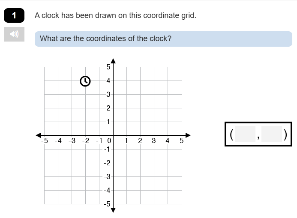 1 A clock has been drawn on this coordinate grid.
What are the coordinates of the clock?
5
4
3
2
1
-5 -4 -3 -2 -1 0 1 2 3 4 5
-1
-2
-3
-4
-5
( , )